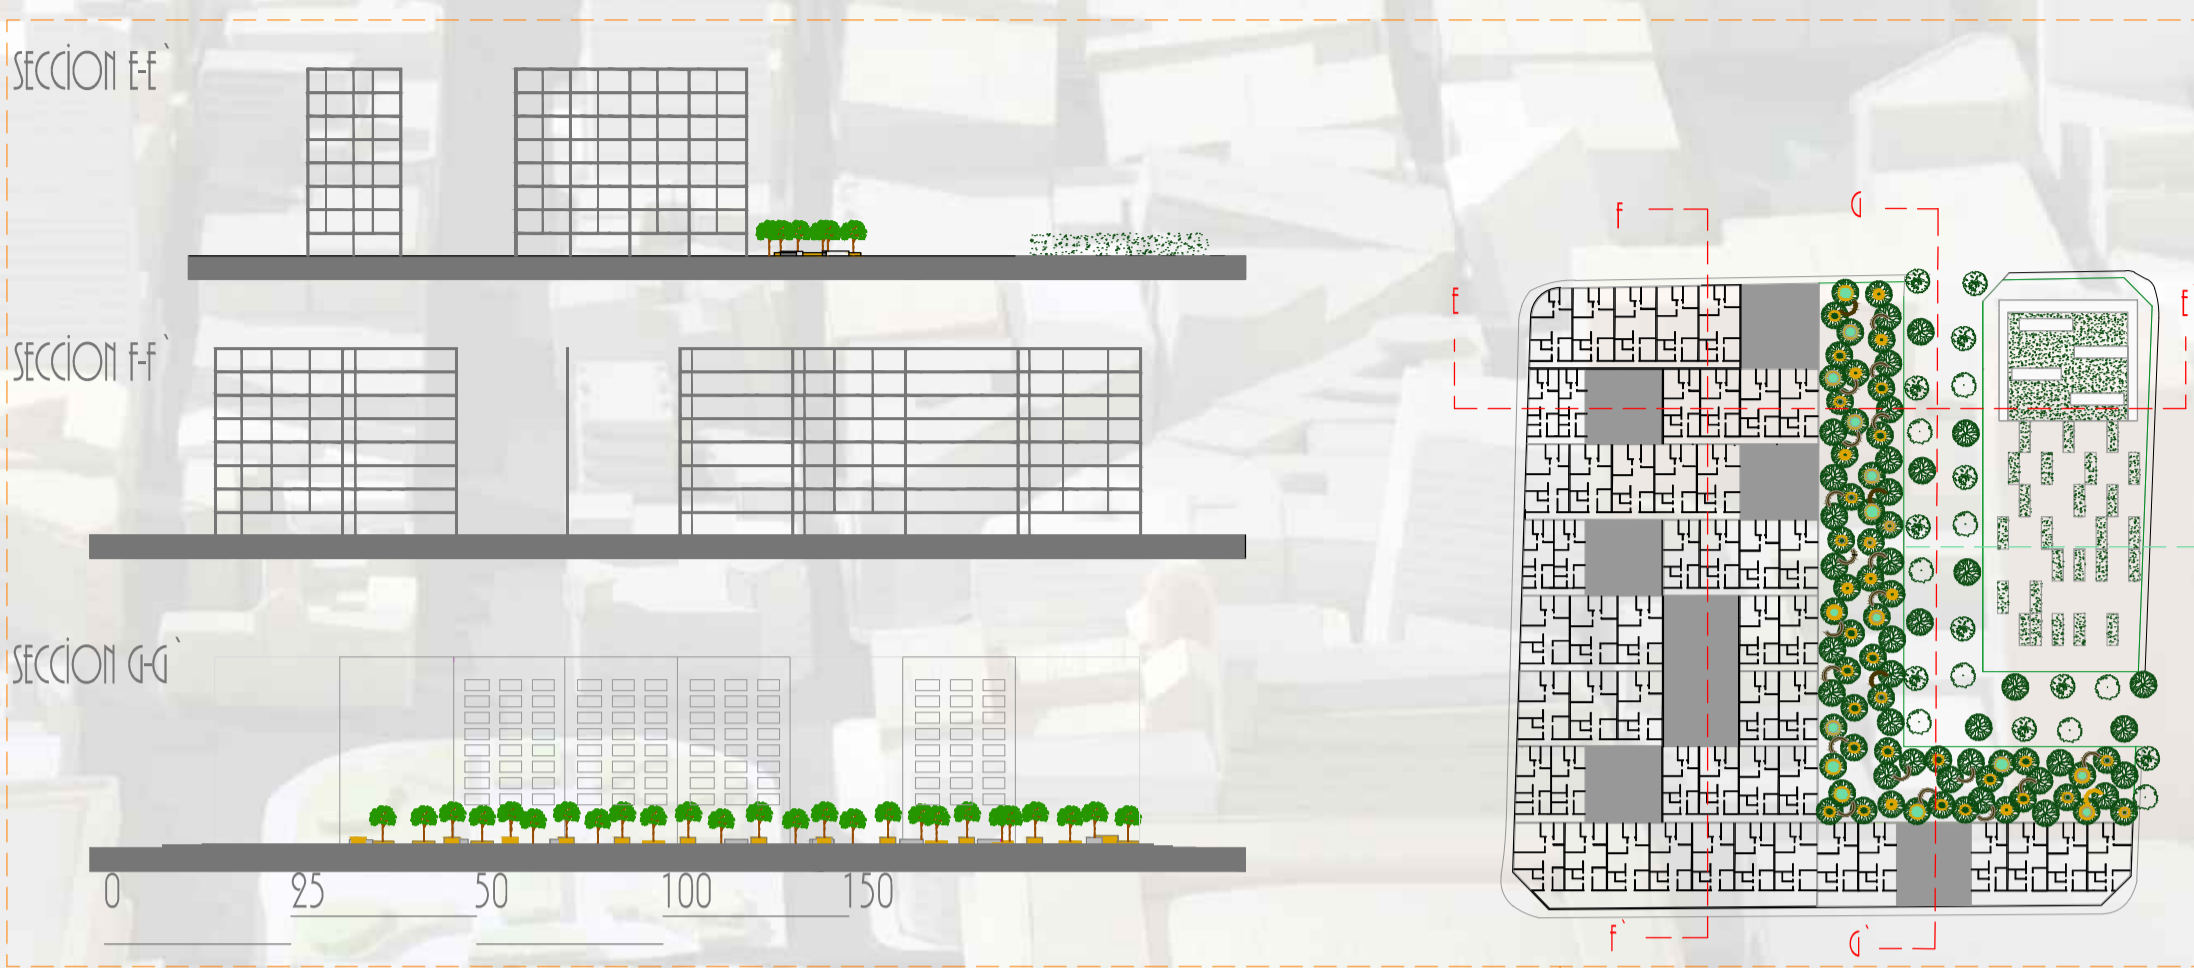 SECCION E-E`
SECCION F-F`
SECCION G-G`
0 25 50 100 150
F G
E E`
F` G`